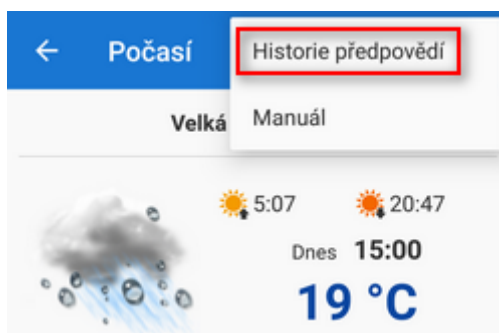 Počasí
Historie předpovědí
Manuál
Velká
5:07 20:47
Dnes 15:00
19 °C